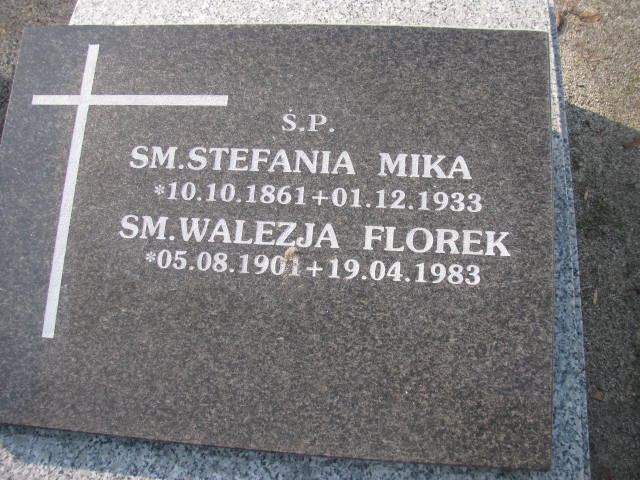 Ś.P.
SM.STEFANIA MIKA
*10.10.1861+01.12.1933
SM.WALEZJA FLOREK
*05.08.1901+19.04.1983